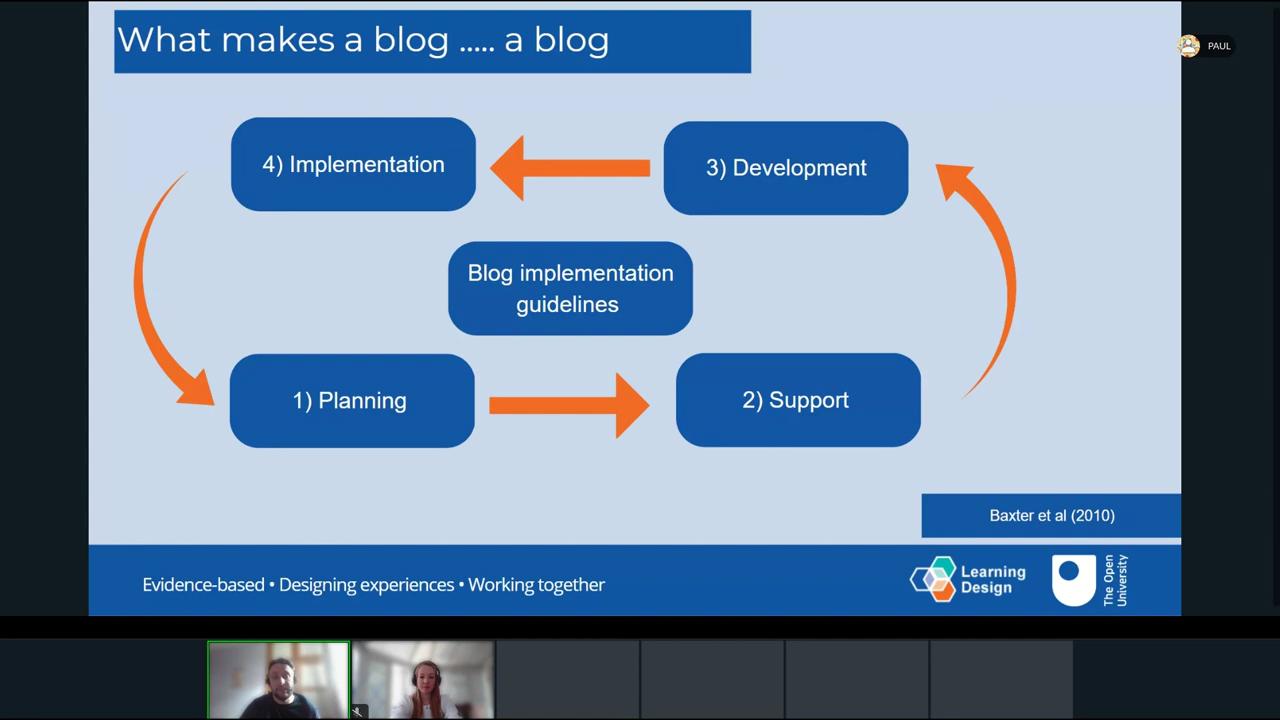 What makes a blog ..... a blog
PAUL
4) Implementation
3) Development
Blog implementation
guidelines
1) Planning
2) Support
Baxter et al (2010)
Evidence-based • Designing experiences • Working together
Learning
Design
The Open
University